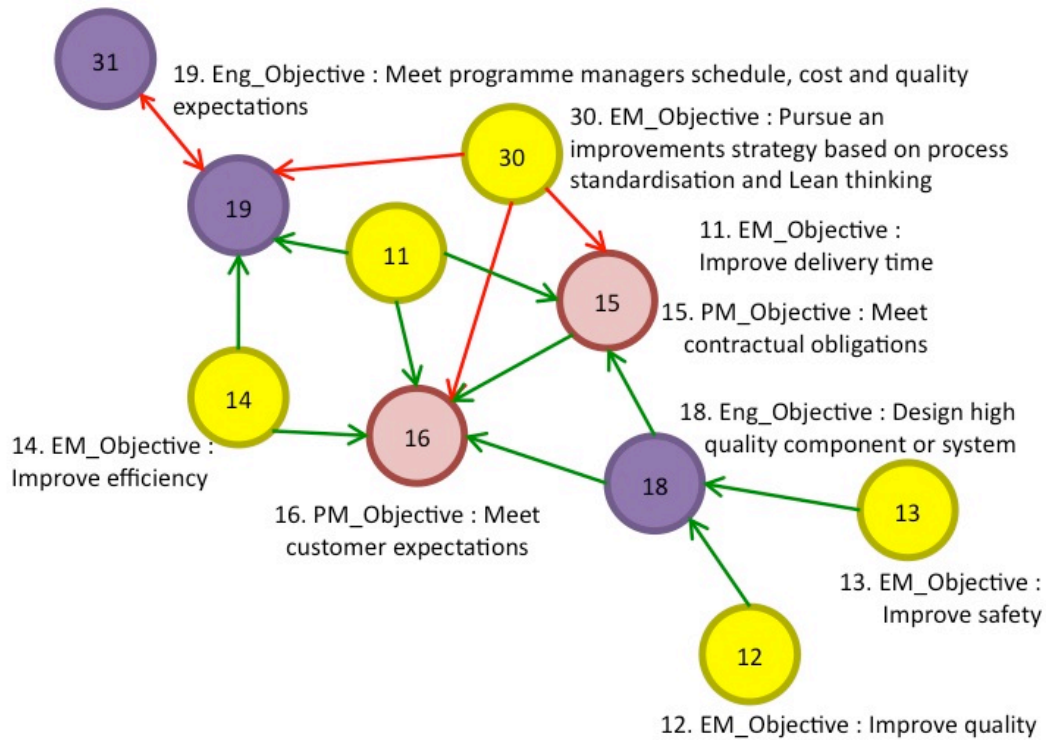 31
19. Eng_Objective : Meet programme managers schedule, cost and quality
expectations
30. EM_Objective : Pursue an
improvements strategy based on process
standardisation and Lean thinking
30
19
11
11. EM_Objective :
Improve delivery time
15
15. PM_Objective : Meet
contractual obligations
14
14. EM_Objective :
Improve efficiency
16
16. PM_Objective : Meet
customer expectations
18. Eng_Objective : Design high
quality component or system
18
13
13. EM_Objective :
Improve safety
12
12. EM_Objective : Improve quality